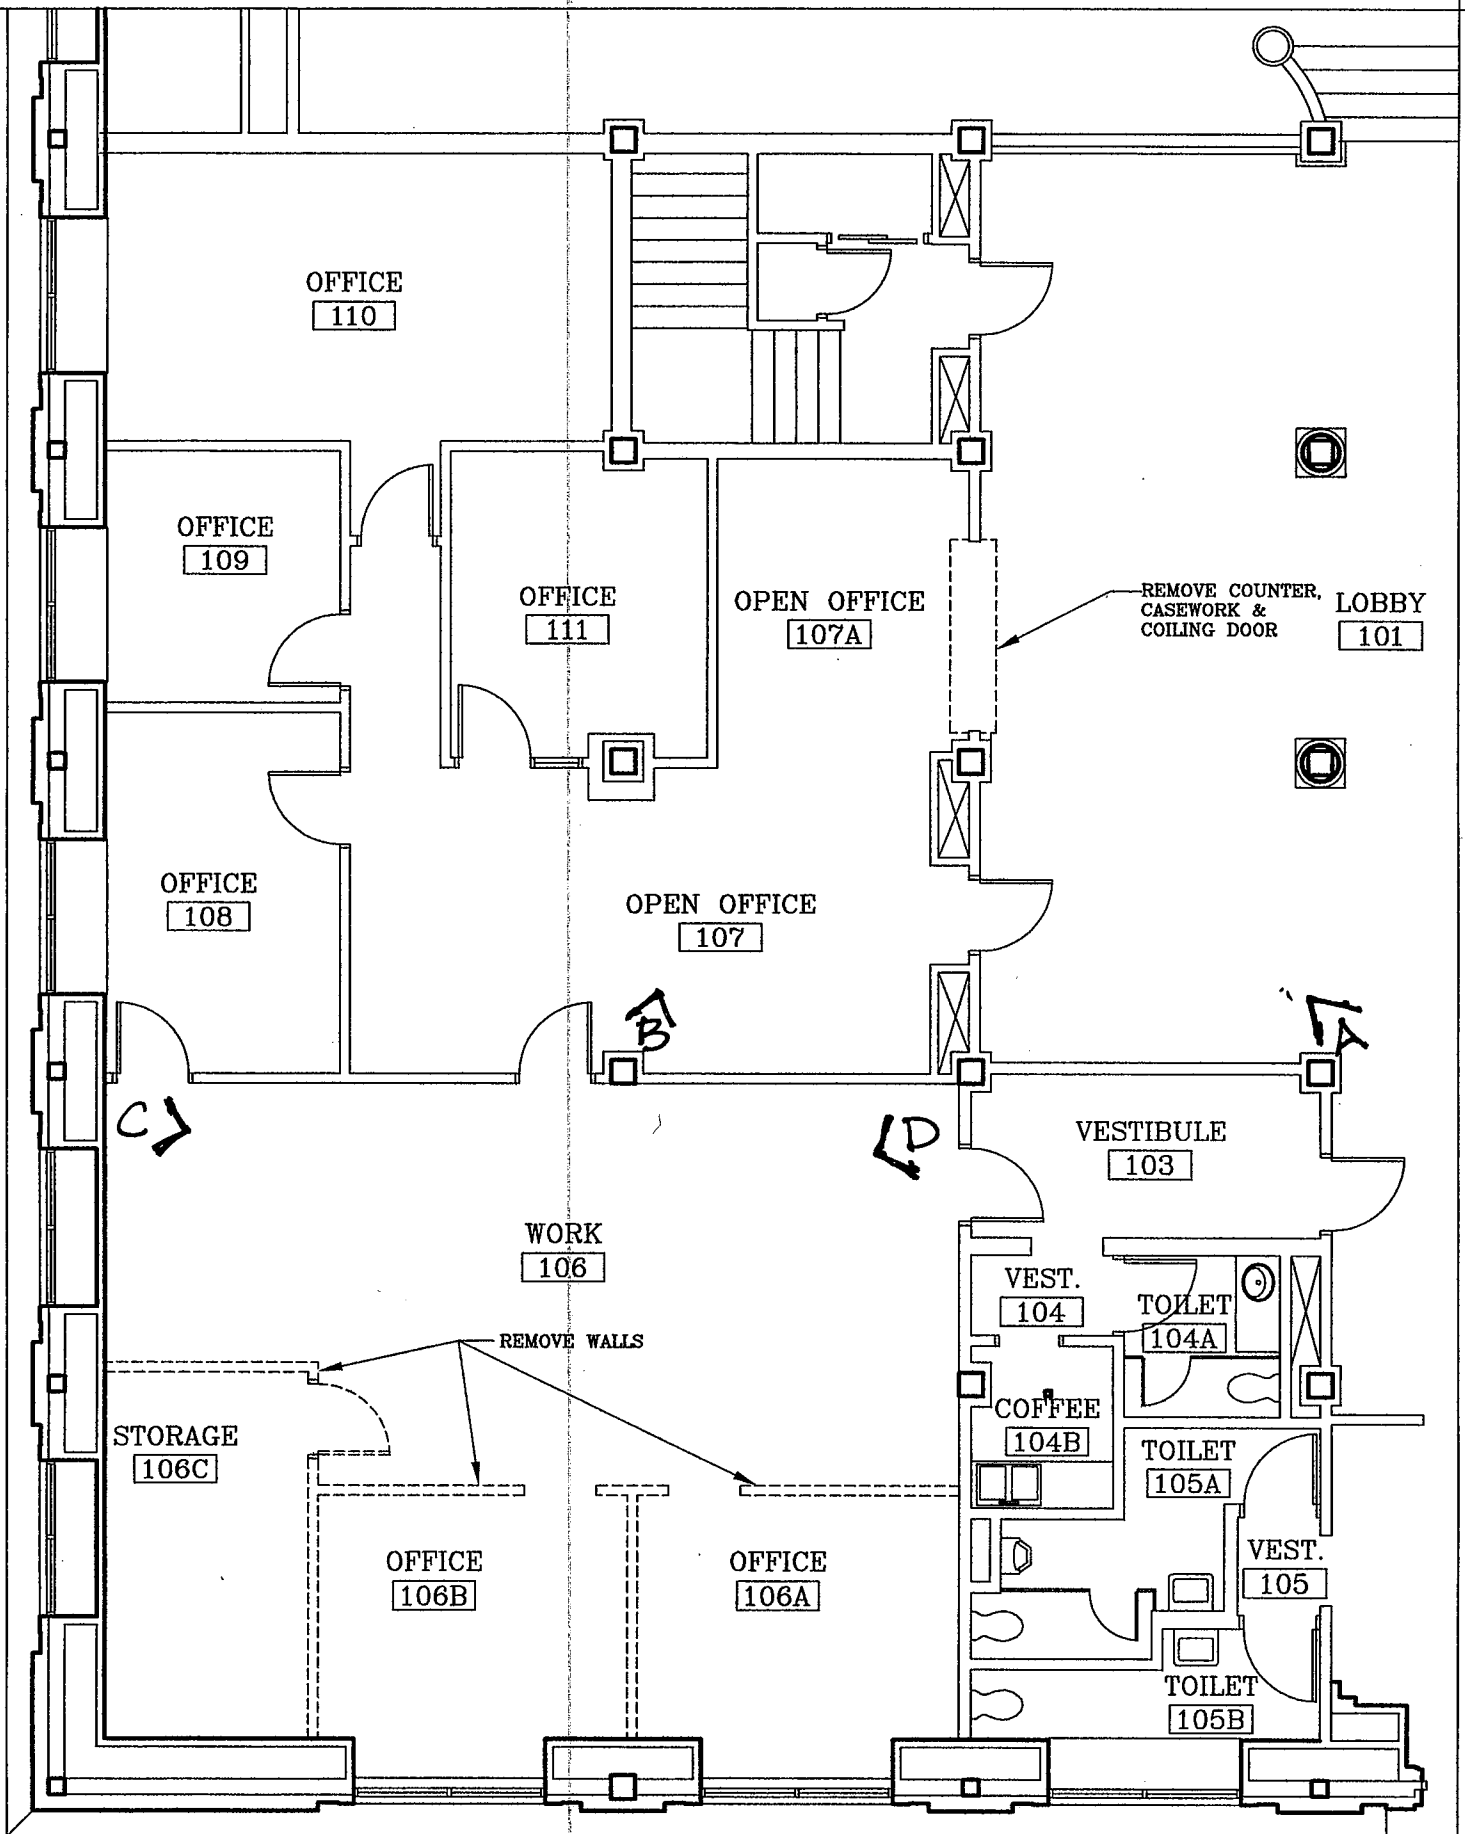 OFFICE
110
OFFICE
109
OFFICE
111
OPEN OFFICE
107A
REMOVE COUNTER,
CASEWORK &
COILING DOOR
LOBBY
101
OFFICE
108
OPEN OFFICE
107
B
A
C
D
VESTIBULE
103
WORK
106
VEST.
104
TOILET
104A
REMOVE WALLS
STORAGE
106C
COFFEE
104B
TOILET
105A
OFFICE
106B
OFFICE
106A
VEST.
105
TOILET
105B